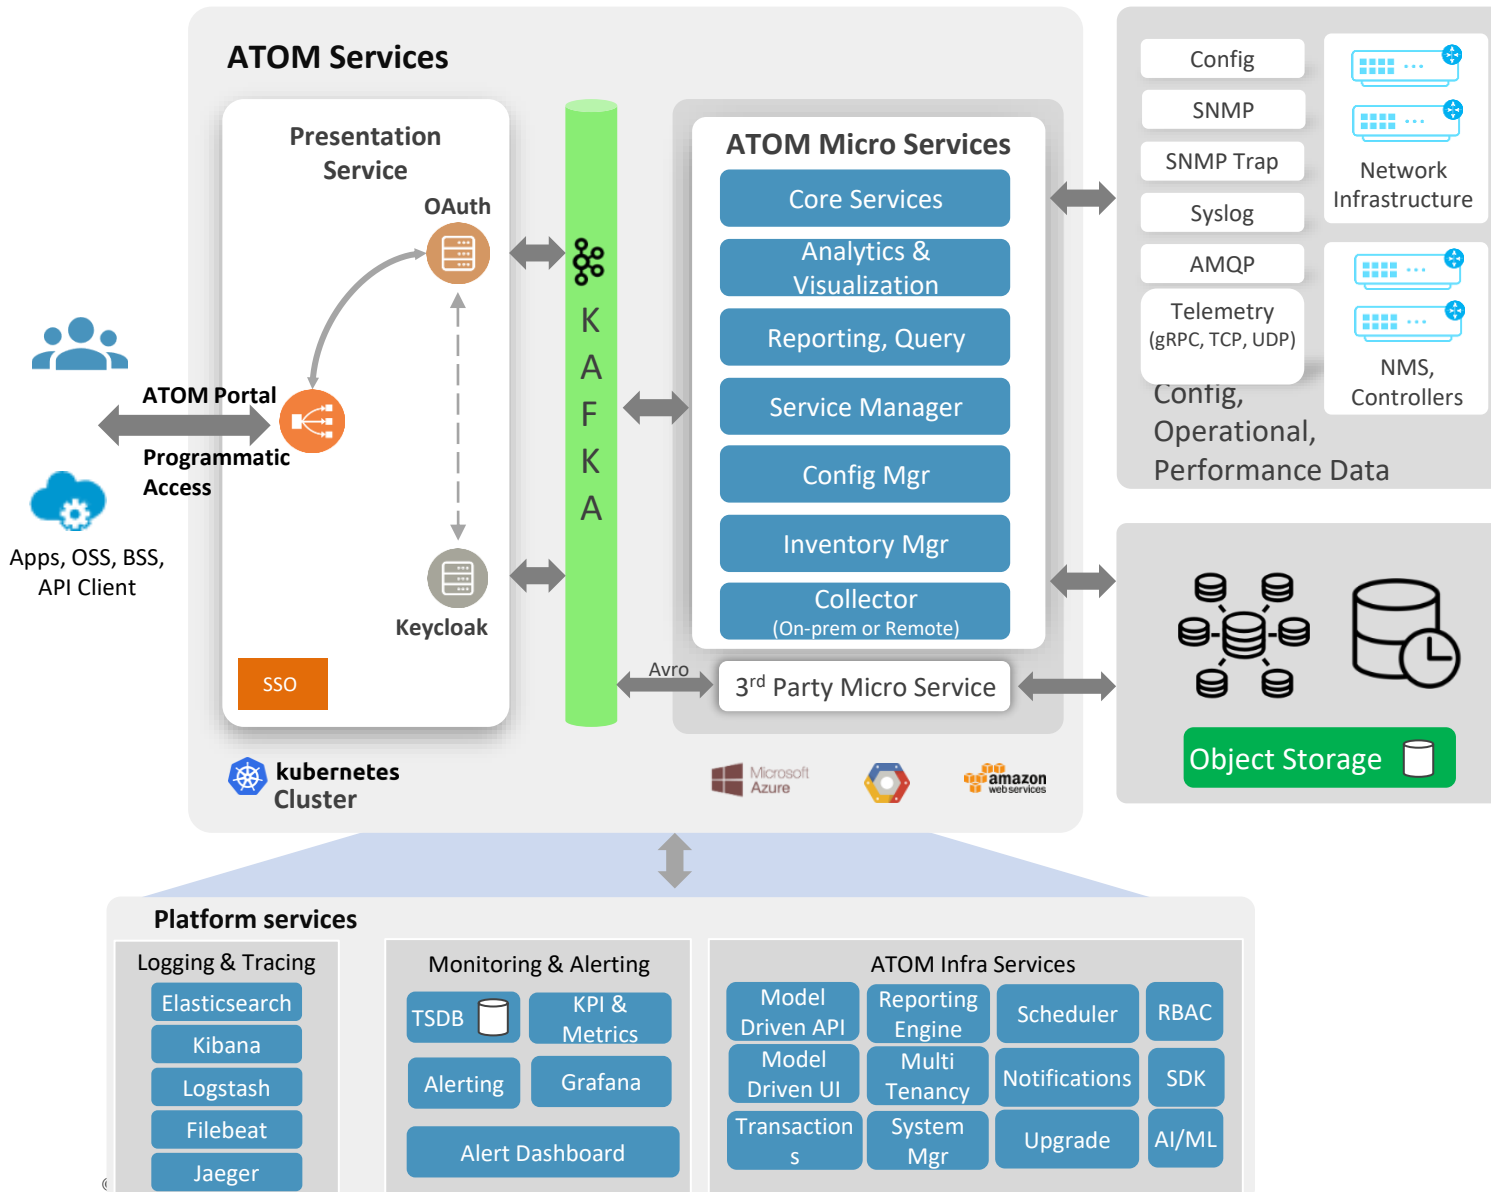 ATOM Services
Presentation
Service
OAuth
Keycloak
SSO
ATOM Portal
Programmatic
Access
Apps, OSS, BSS,
API Client
K
A
F
K
A
ATOM Micro Services
Core Services
Analytics &
Visualization
Reporting, Query
Service Manager
Config Mgr
Inventory Mgr
Collector
(On-prem or Remote)
Avro
3rd Party Micro Service
kubernetes
Cluster
Microsoft
Azure
amazon
webservices
Config
SNMP
SNMP Trap
Syslog
AMQP
Telemetry
(gRPC, TCP, UDP)
Network
Infrastructure
NMS,
Controllers
Config,
Operational,
Performance Data
Object Storage
Platform services
Logging & Tracing
Elasticsearch
Kibana
Logstash
Filebeat
Jaeger
Monitoring & Alerting
TSDB
KPI &
Metrics
Alerting
Grafana
Alert Dashboard
ATOM Infra Services
Model
Driven API
Reporting
Engine
Scheduler
RBAC
Model
Driven UI
Multi
Tenancy
Notifications
SDK
Transaction
s
System
Mgr
Upgrade
AI/ML
©